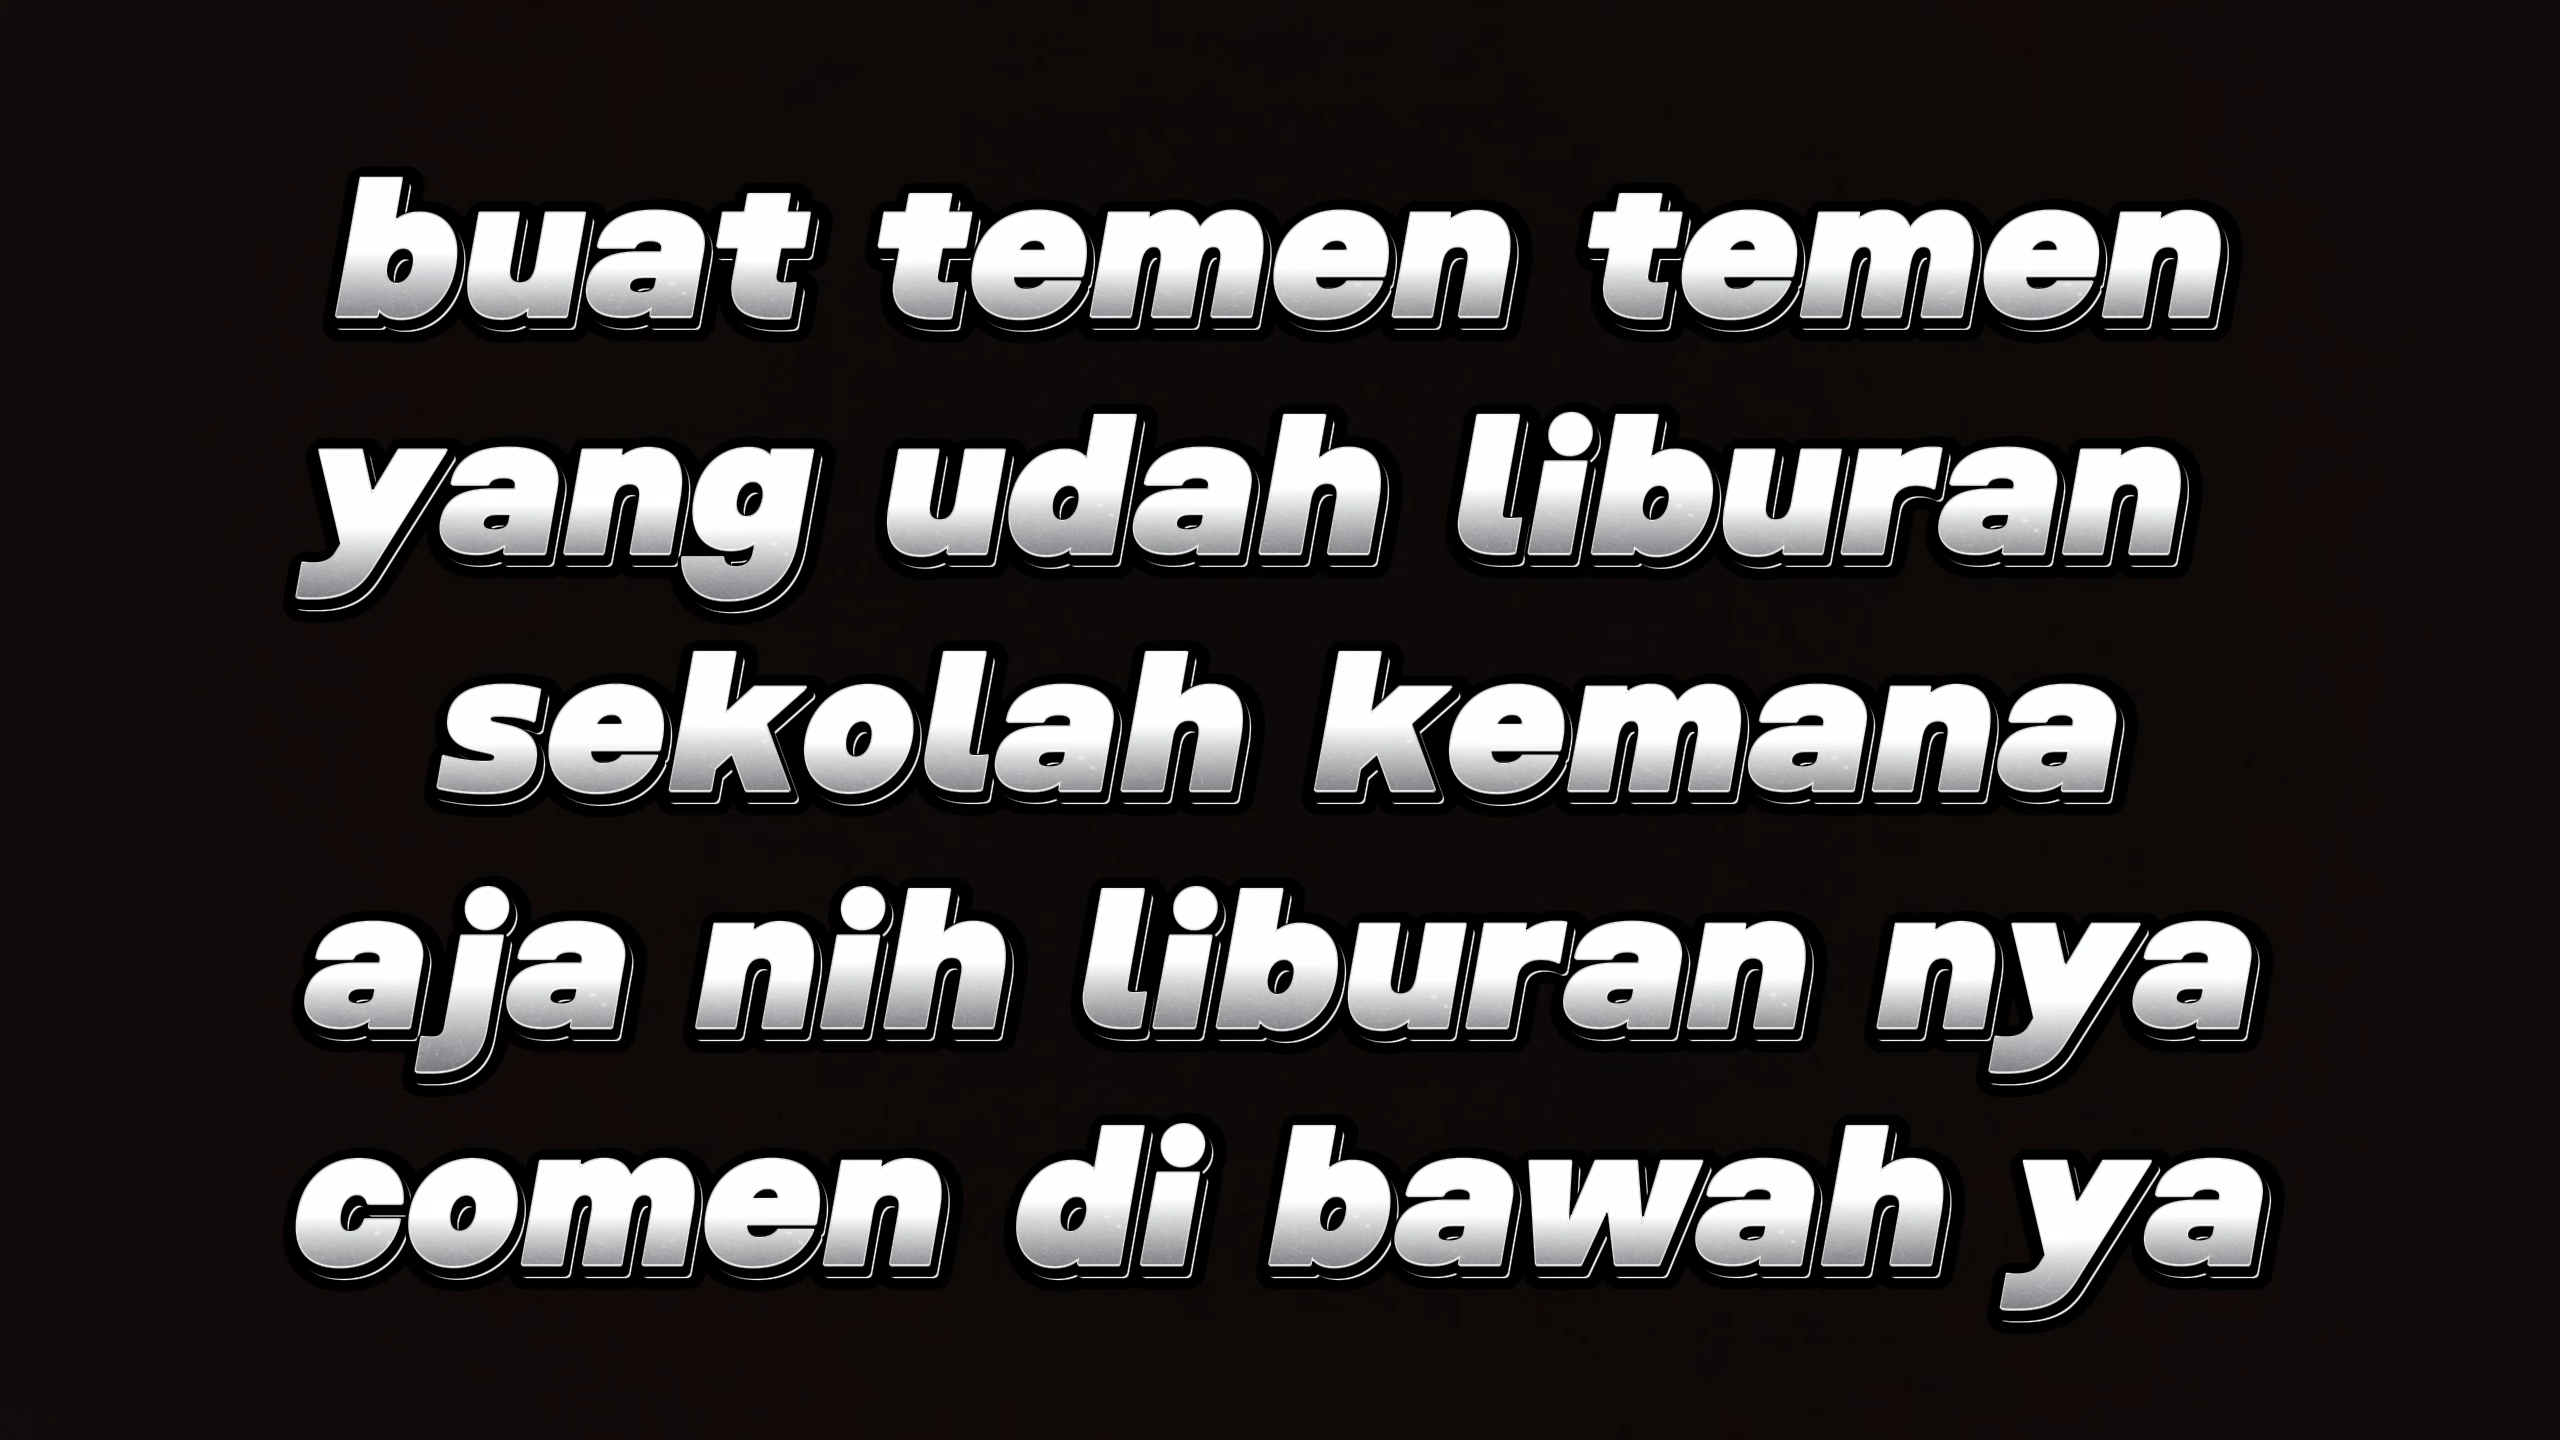 buat temen temen
yang udah liburan
sekolah kemana
aja nih liburan nya
comen di bawah ya